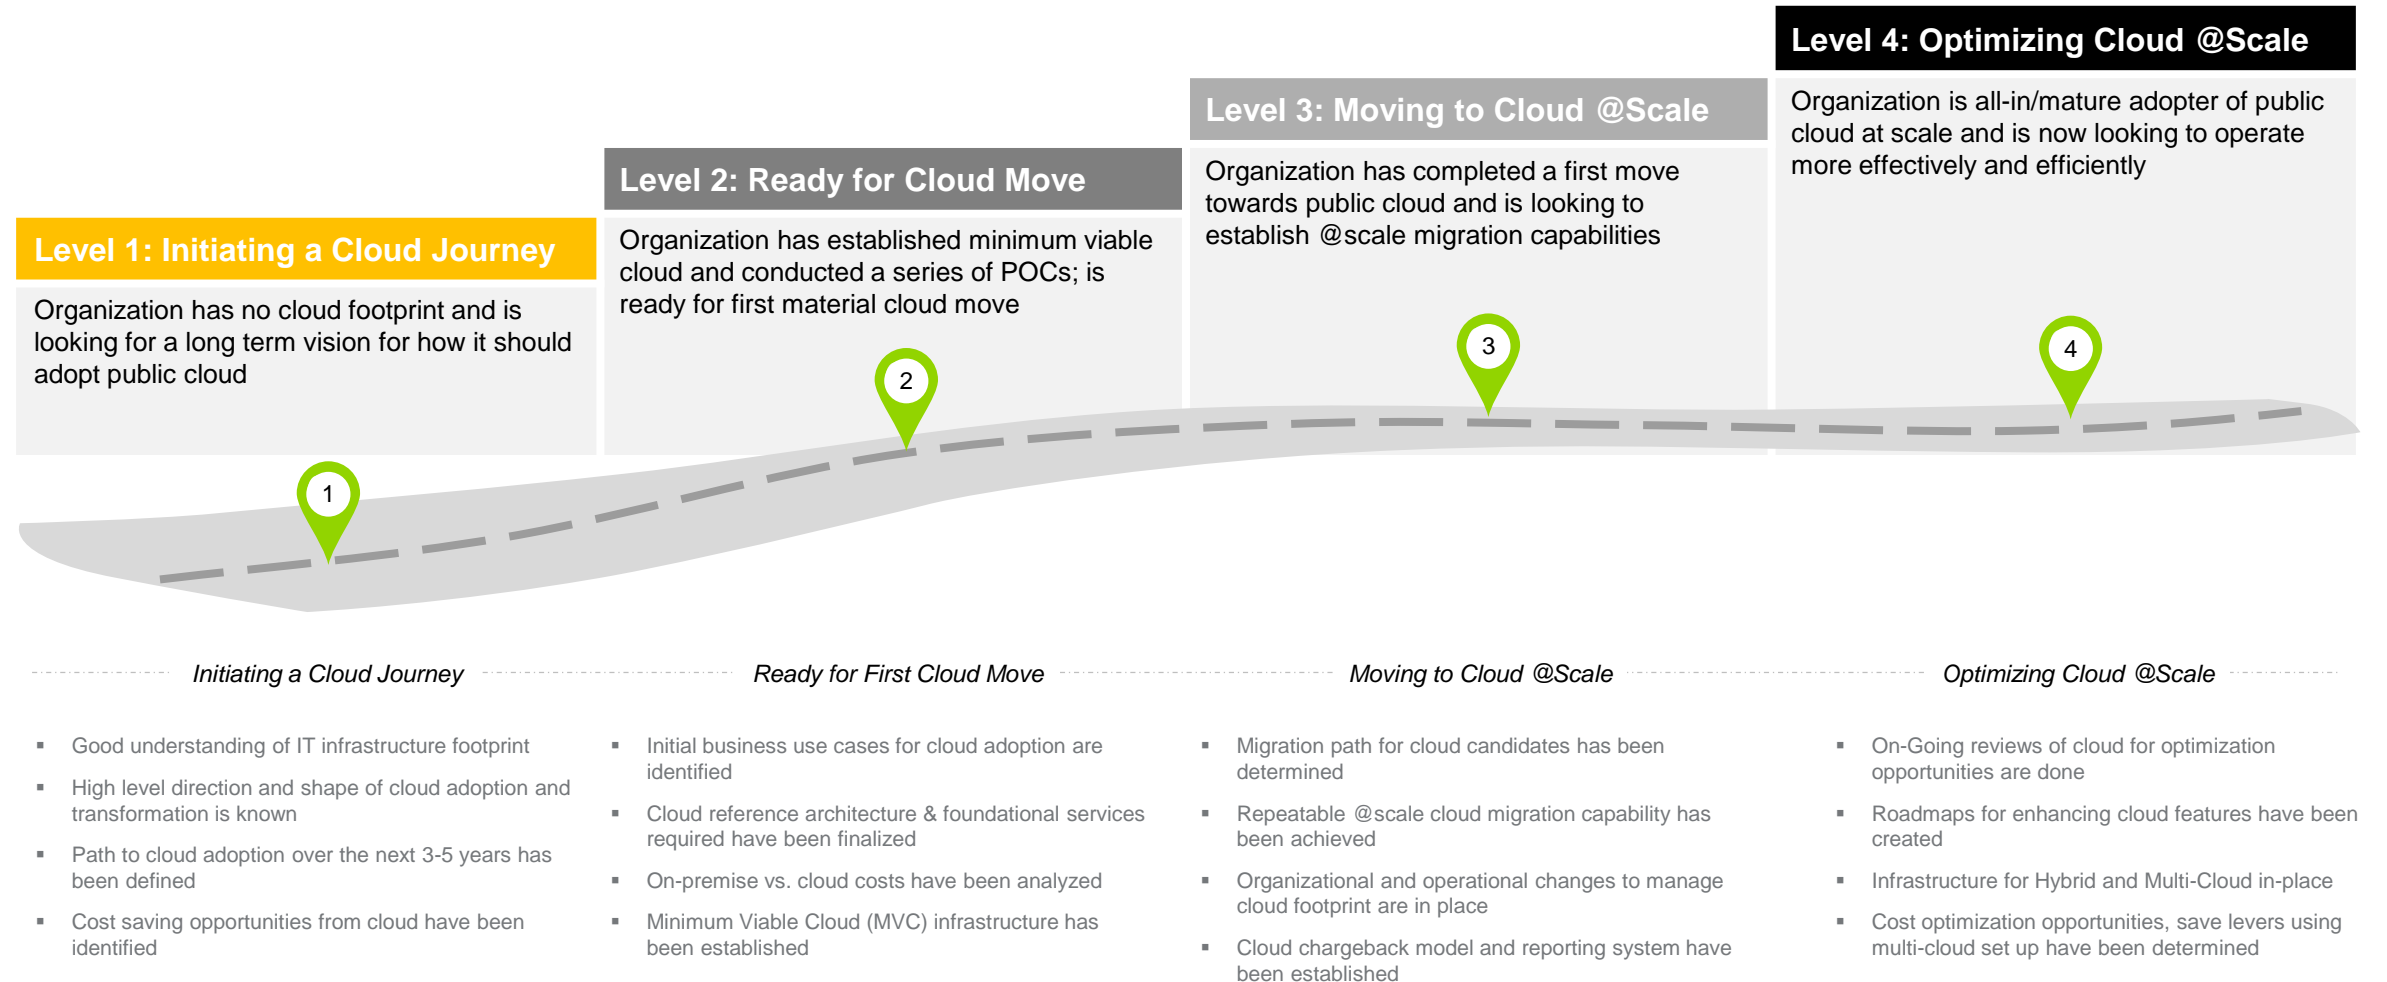 Level 4: Optimizing Cloud @Scale
Organization is all-in/mature adopter of public
cloud at scale and is now looking to operate
more effectively and efficiently
Level 3: Moving to Cloud @Scale
Organization has completed a first move
towards public cloud and is looking to
establish @scale migration capabilities
Level 2: Ready for Cloud Move
Organization has established minimum viable
cloud and conducted a series of POCs; is
ready for first material cloud move
Level 1: Initiating a Cloud Journey
Organization has no cloud footprint and is
looking for a long term vision for how it should
adopt public cloud
1
2
3
4
Initiating a Cloud Journey
▪ Good understanding of IT infrastructure footprint
▪ High level direction and shape of cloud adoption and
transformation is known
▪ Path to cloud adoption over the next 3-5 years has
been defined
▪ Cost saving opportunities from cloud have been
identified
Ready for First Cloud Move
▪ Initial business use cases for cloud adoption are
identified
▪ Cloud reference architecture & foundational services
required have been finalized
▪ On-premise vs. cloud costs have been analyzed
▪ Minimum Viable Cloud (MVC) infrastructure has
been established
Moving to Cloud @Scale
▪ Migration path for cloud candidates has been
determined
▪ Repeatable @scale cloud migration capability has
been achieved
▪ Organizational and operational changes to manage
cloud footprint are in place
▪ Cloud chargeback model and reporting system have
been established
Optimizing Cloud @Scale
▪ On-Going reviews of cloud for optimization
opportunities are done
▪ Roadmaps for enhancing cloud features have been
created
▪ Infrastructure for Hybrid and Multi-Cloud in-place
▪ Cost optimization opportunities, save levers using
multi-cloud set up have been determined